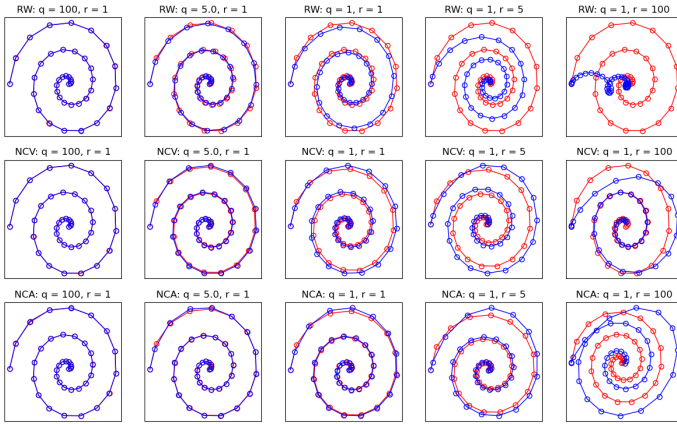 RW: q = 100, r = 1
RW: q = 5.0, r = 1
RW: q = 1, r = 1
RW: q = 1, r = 5
RW: q = 1, r = 100
NCV: q = 100, r = 1
NCV: q = 5.0, r = 1
NCV: q = 1, r = 1
NCV: q = 1, r = 5
NCV: q = 1, r = 100
NCA: q = 100, r = 1
NCA: q = 5.0, r = 1
NCA: q = 1, r = 1
NCA: q = 1, r = 5
NCA: q = 1, r = 100